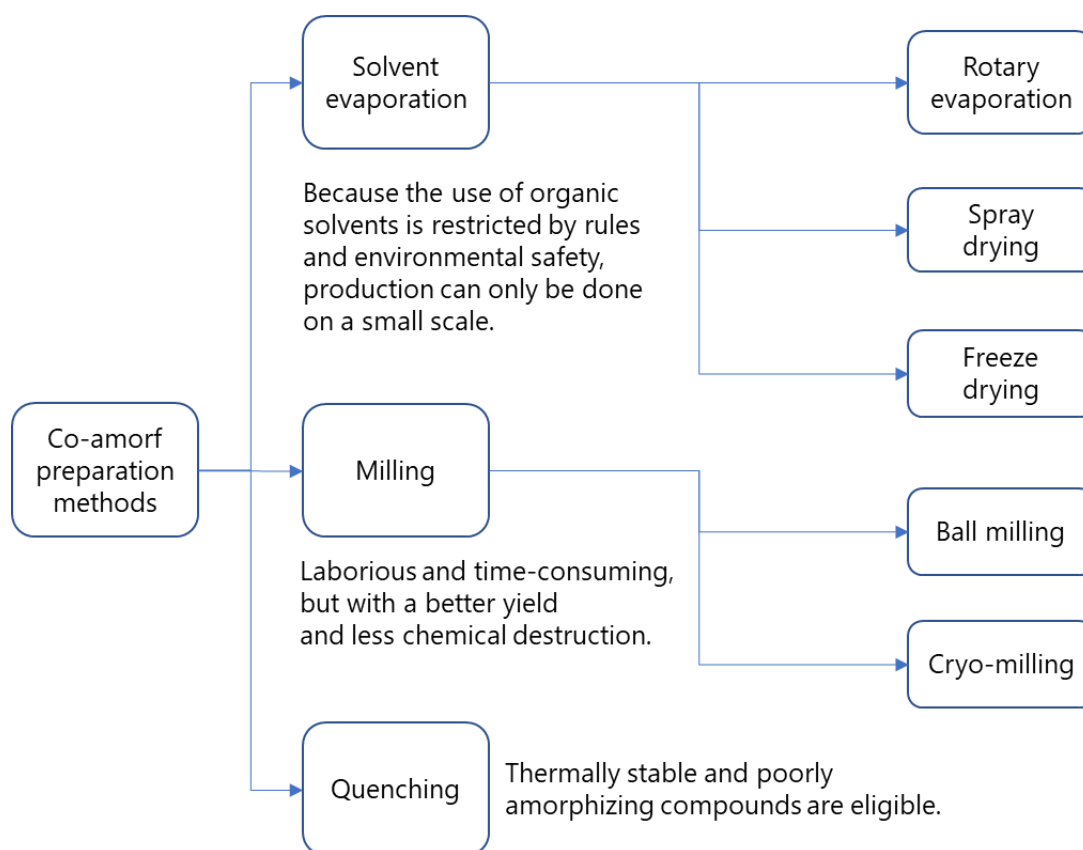 Solvent
evaporation
Rotary
evaporation
Because the use of organic
solvents is restricted by rules
and environmental safety,
production can only be done
on a small scale.
Spray
drying
Freeze
drying
Co-amorf
preparation
methods
Milling
Ball milling
Laborious and time-consuming,
but with a better yield
and less chemical destruction.
Cryo-milling
Quenching
Thermally stable and poorly
amorphizing compounds are eligible.